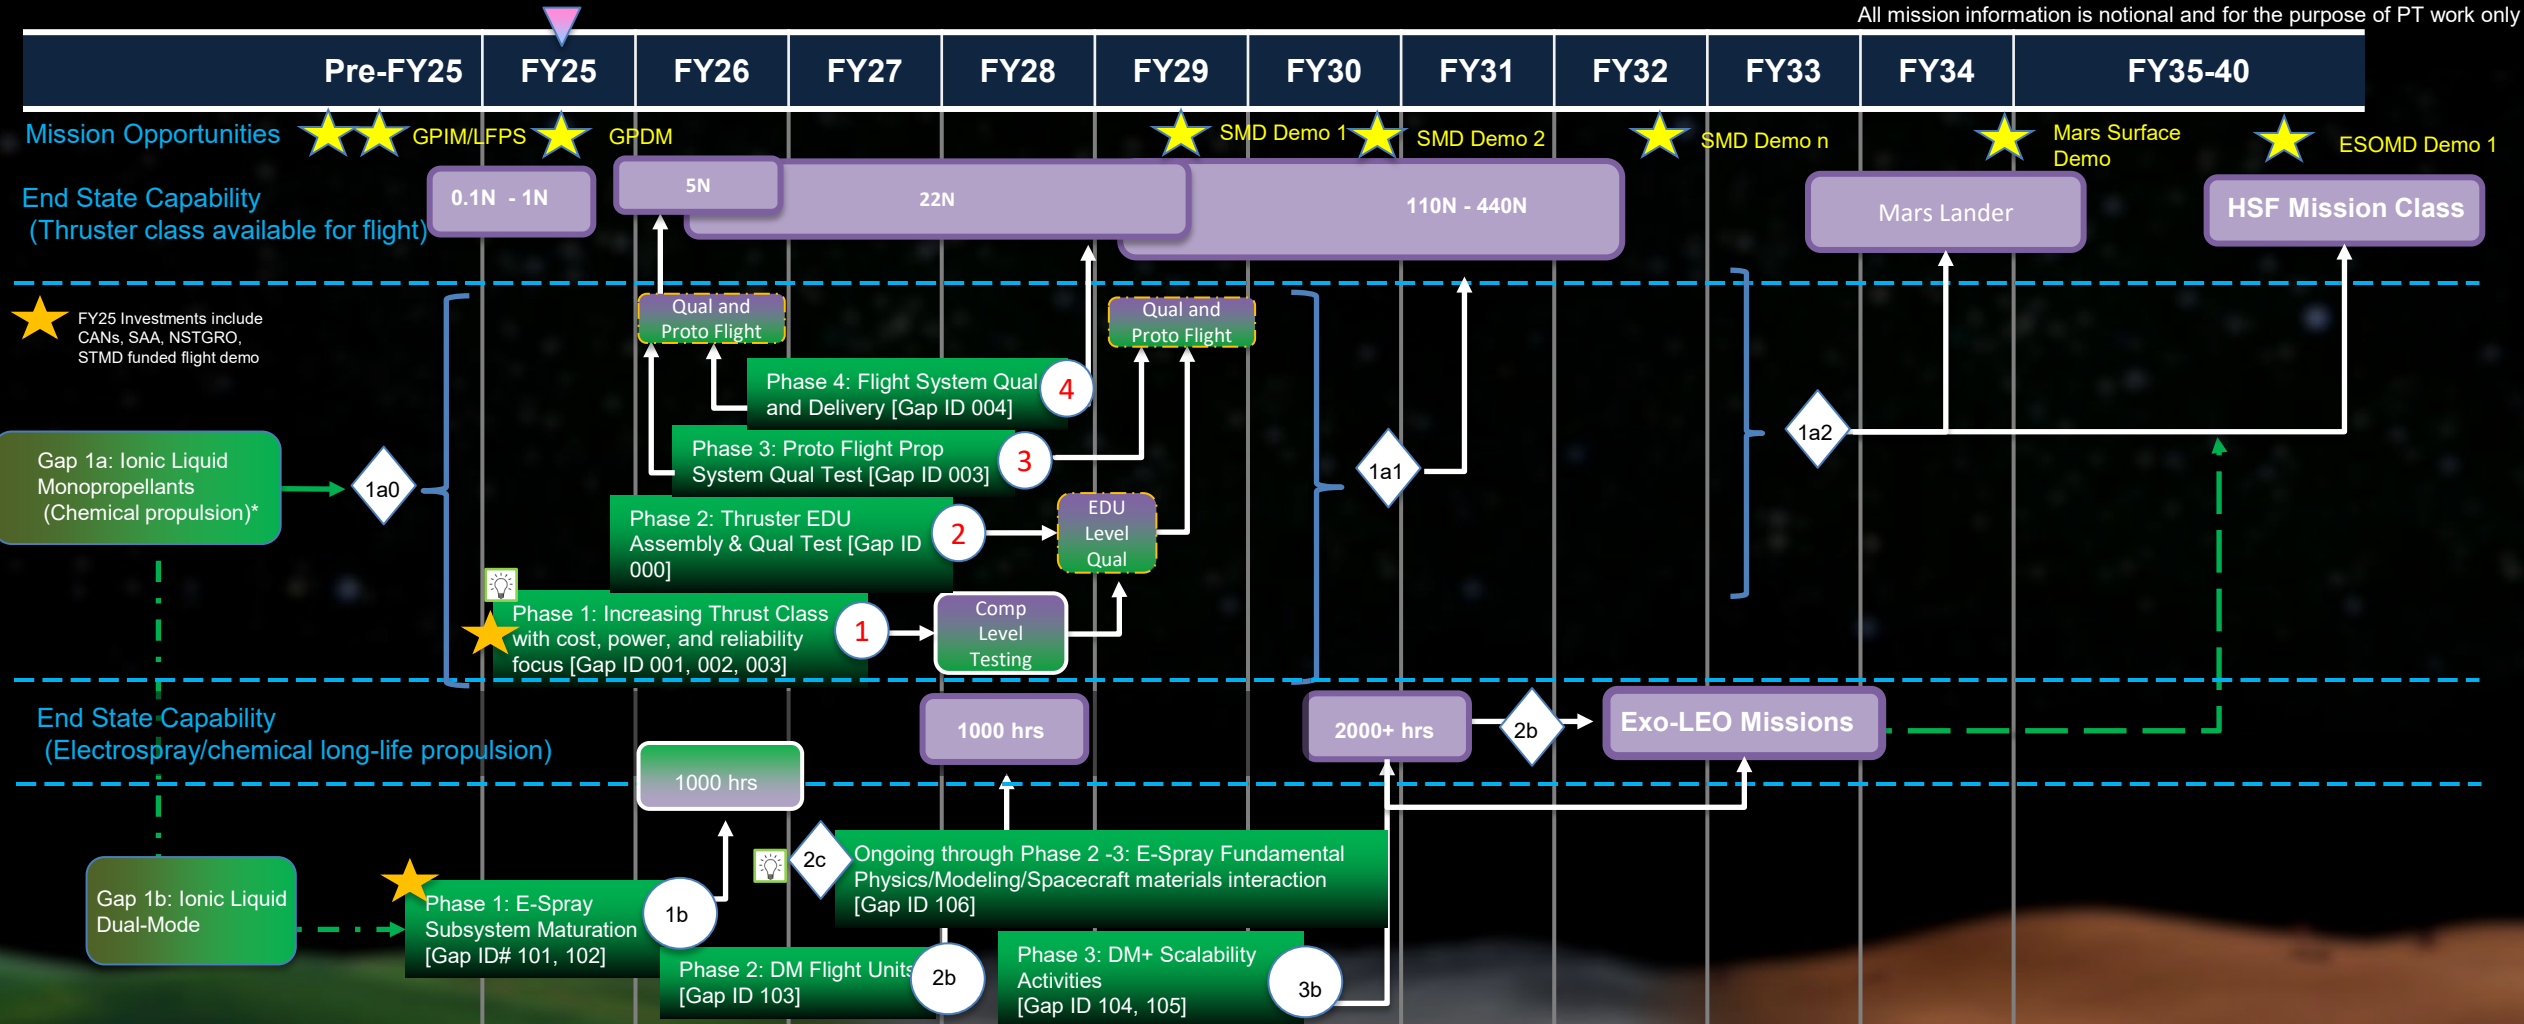 All mission information is notional and for the purpose of PT work only
Pre-FY25
FY25
FY26
FY27
FY28
FY29
FY30
FY31
FY32
FY33
FY34
FY35-40
Mission Opportunities
GPIM/LFPS
GPDM
SMD Demo 1
SMD Demo 2
SMD Demo n
Mars Surface
Demo
ESOMD Demo 1
End State Capability
(Thruster class available for flight)
0.1N - 1N
5N
22N
110N - 440N
Mars Lander
HSF Mission Class
FY25 Investments include
CANs, SAA, NSTGRO,
STMD funded flight demo
Qual and
Proto Flight
Qual and
Proto Flight
Phase 4: Flight System Qual
and Delivery [Gap ID 004]
4
Phase 3: Proto Flight Prop
System Qual Test [Gap ID 003]
3
Gap 1a: Ionic Liquid
Monopropellants
(Chemical propulsion)*
1a0
1a1
1a2
Phase 2: Thruster EDU
Assembly & Qual Test [Gap ID
000]
2
EDU
Level
Qual
Phase 1: Increasing Thrust Class
with cost, power, and reliability
focus [Gap ID 001, 002, 003]
1
Comp
Level
Testing
End State Capability
(Electrospray/chemical long-life propulsion)
1000 hrs
1000 hrs
2000+ hrs
2b
Exo-LEO Missions
Gap 1b: Ionic Liquid
Dual-Mode
Phase 1: E-Spray
Subsystem Maturation
[Gap ID# 101, 102]
1b
2c
Ongoing through Phase 2 -3: E-Spray Fundamental
Physics/Modeling/Spacecraft materials interaction
[Gap ID 106]
Phase 2: DM Flight Units
[Gap ID 103]
2b
Phase 3: DM+ Scalability
Activities
[Gap ID 104, 105]
3b